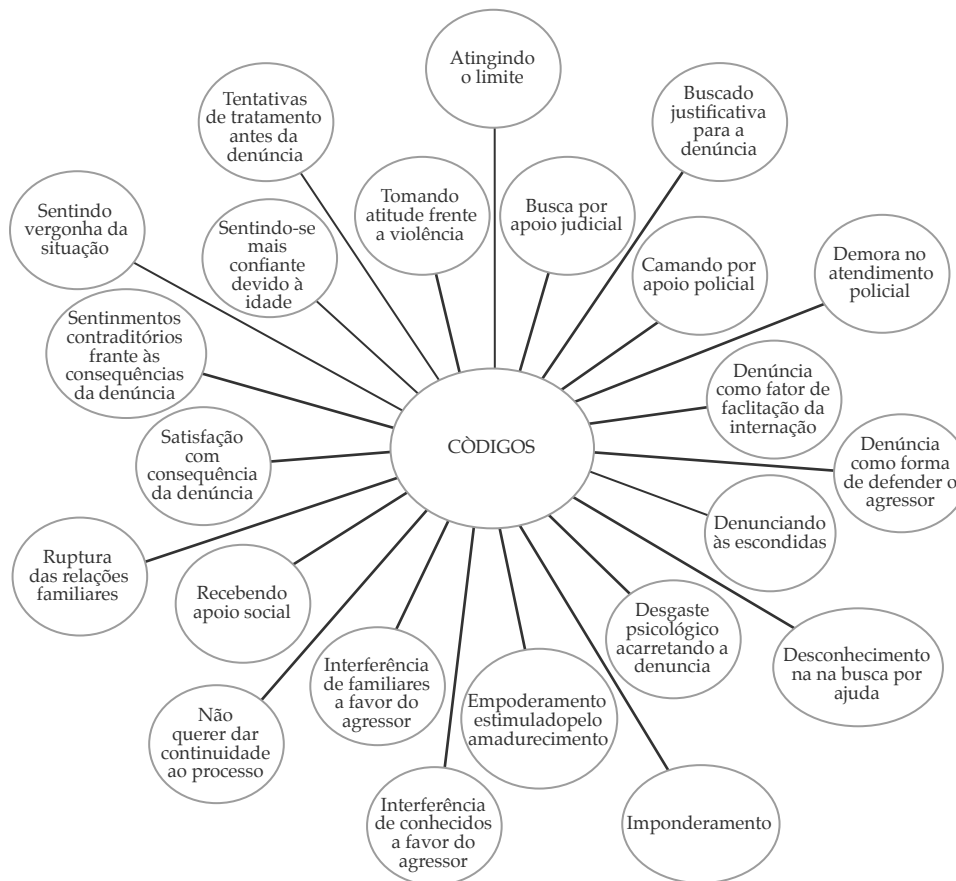 Atingindo
o limite
Tentativas
de tratamento
antes da
denúncia
Buscado
justificativa
para a
denúncia
Sentindo
vergonha da
situação
Sentindo-se
mais
confiante
devido à
idade
Tomando
atitude frente
a violência
Busca por
apoio judicial
Camando por
apoio policial
Demora no
atendimento
policial
Sentinmentos
contraditórios
frante às
consequências
da denúncia
Denúncia
como fator de
faclitação da
internação
Satisfação
com
consequência
da denúncia
CÒDIGOS
Denúncia
como forma
de defender o
agressor
Denunciando
às escondidas
Ruptura
das relações
familiares
Recebendo
apoio social
Desgaste
psicológico
acarretando a
denuncia
Desconhecimento
na na busca por
ajuda
Interferência
de familiares
a favor do
agressor
Empoderamento
estimuladopelo
amadurecimento
Não
querer dar
continuidade
ao processo
Interferência
de conhecidos
a favor do
agressor
Imponderamento